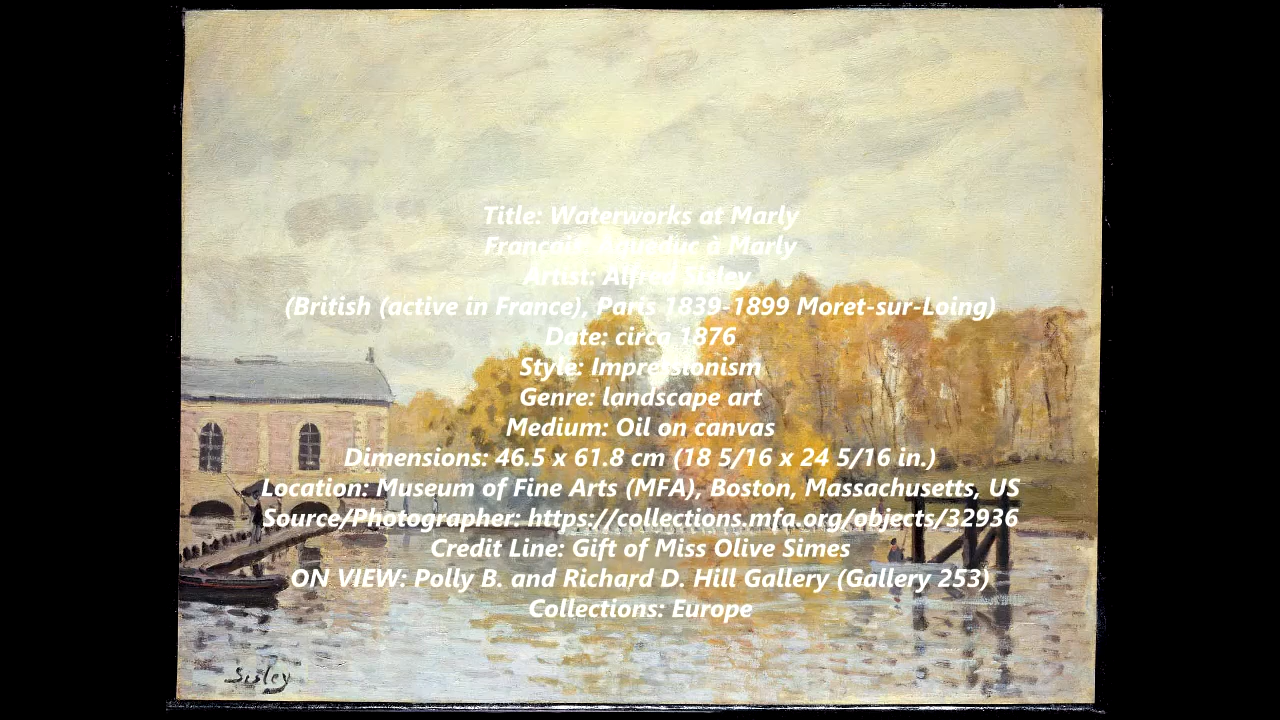 Title: Waterworks at Marly
Français: Aqueduc à Marly
Artist: Alfred Sisley
(British (active in France), Paris 1839-1899 Moret-sur-Loing)
Date: circa 1876
Style: Impressionism
Genre: landscape art
Medium: Oil on canvas
Dimensions: 46.5 x 61.8 cm (18 5/16 x 24 5/16 in.)
Location: Museum of Fine Arts (MFA), Boston, Massachusetts, US
Source/Photographer: https://collections.mfa.org/objects/32936
Credit Line: Gift of Miss Olive Simes
ON VIEW: Polly B. and Richard D. Hill Gallery (Gallery 253)
Collections: Europe
Sisley